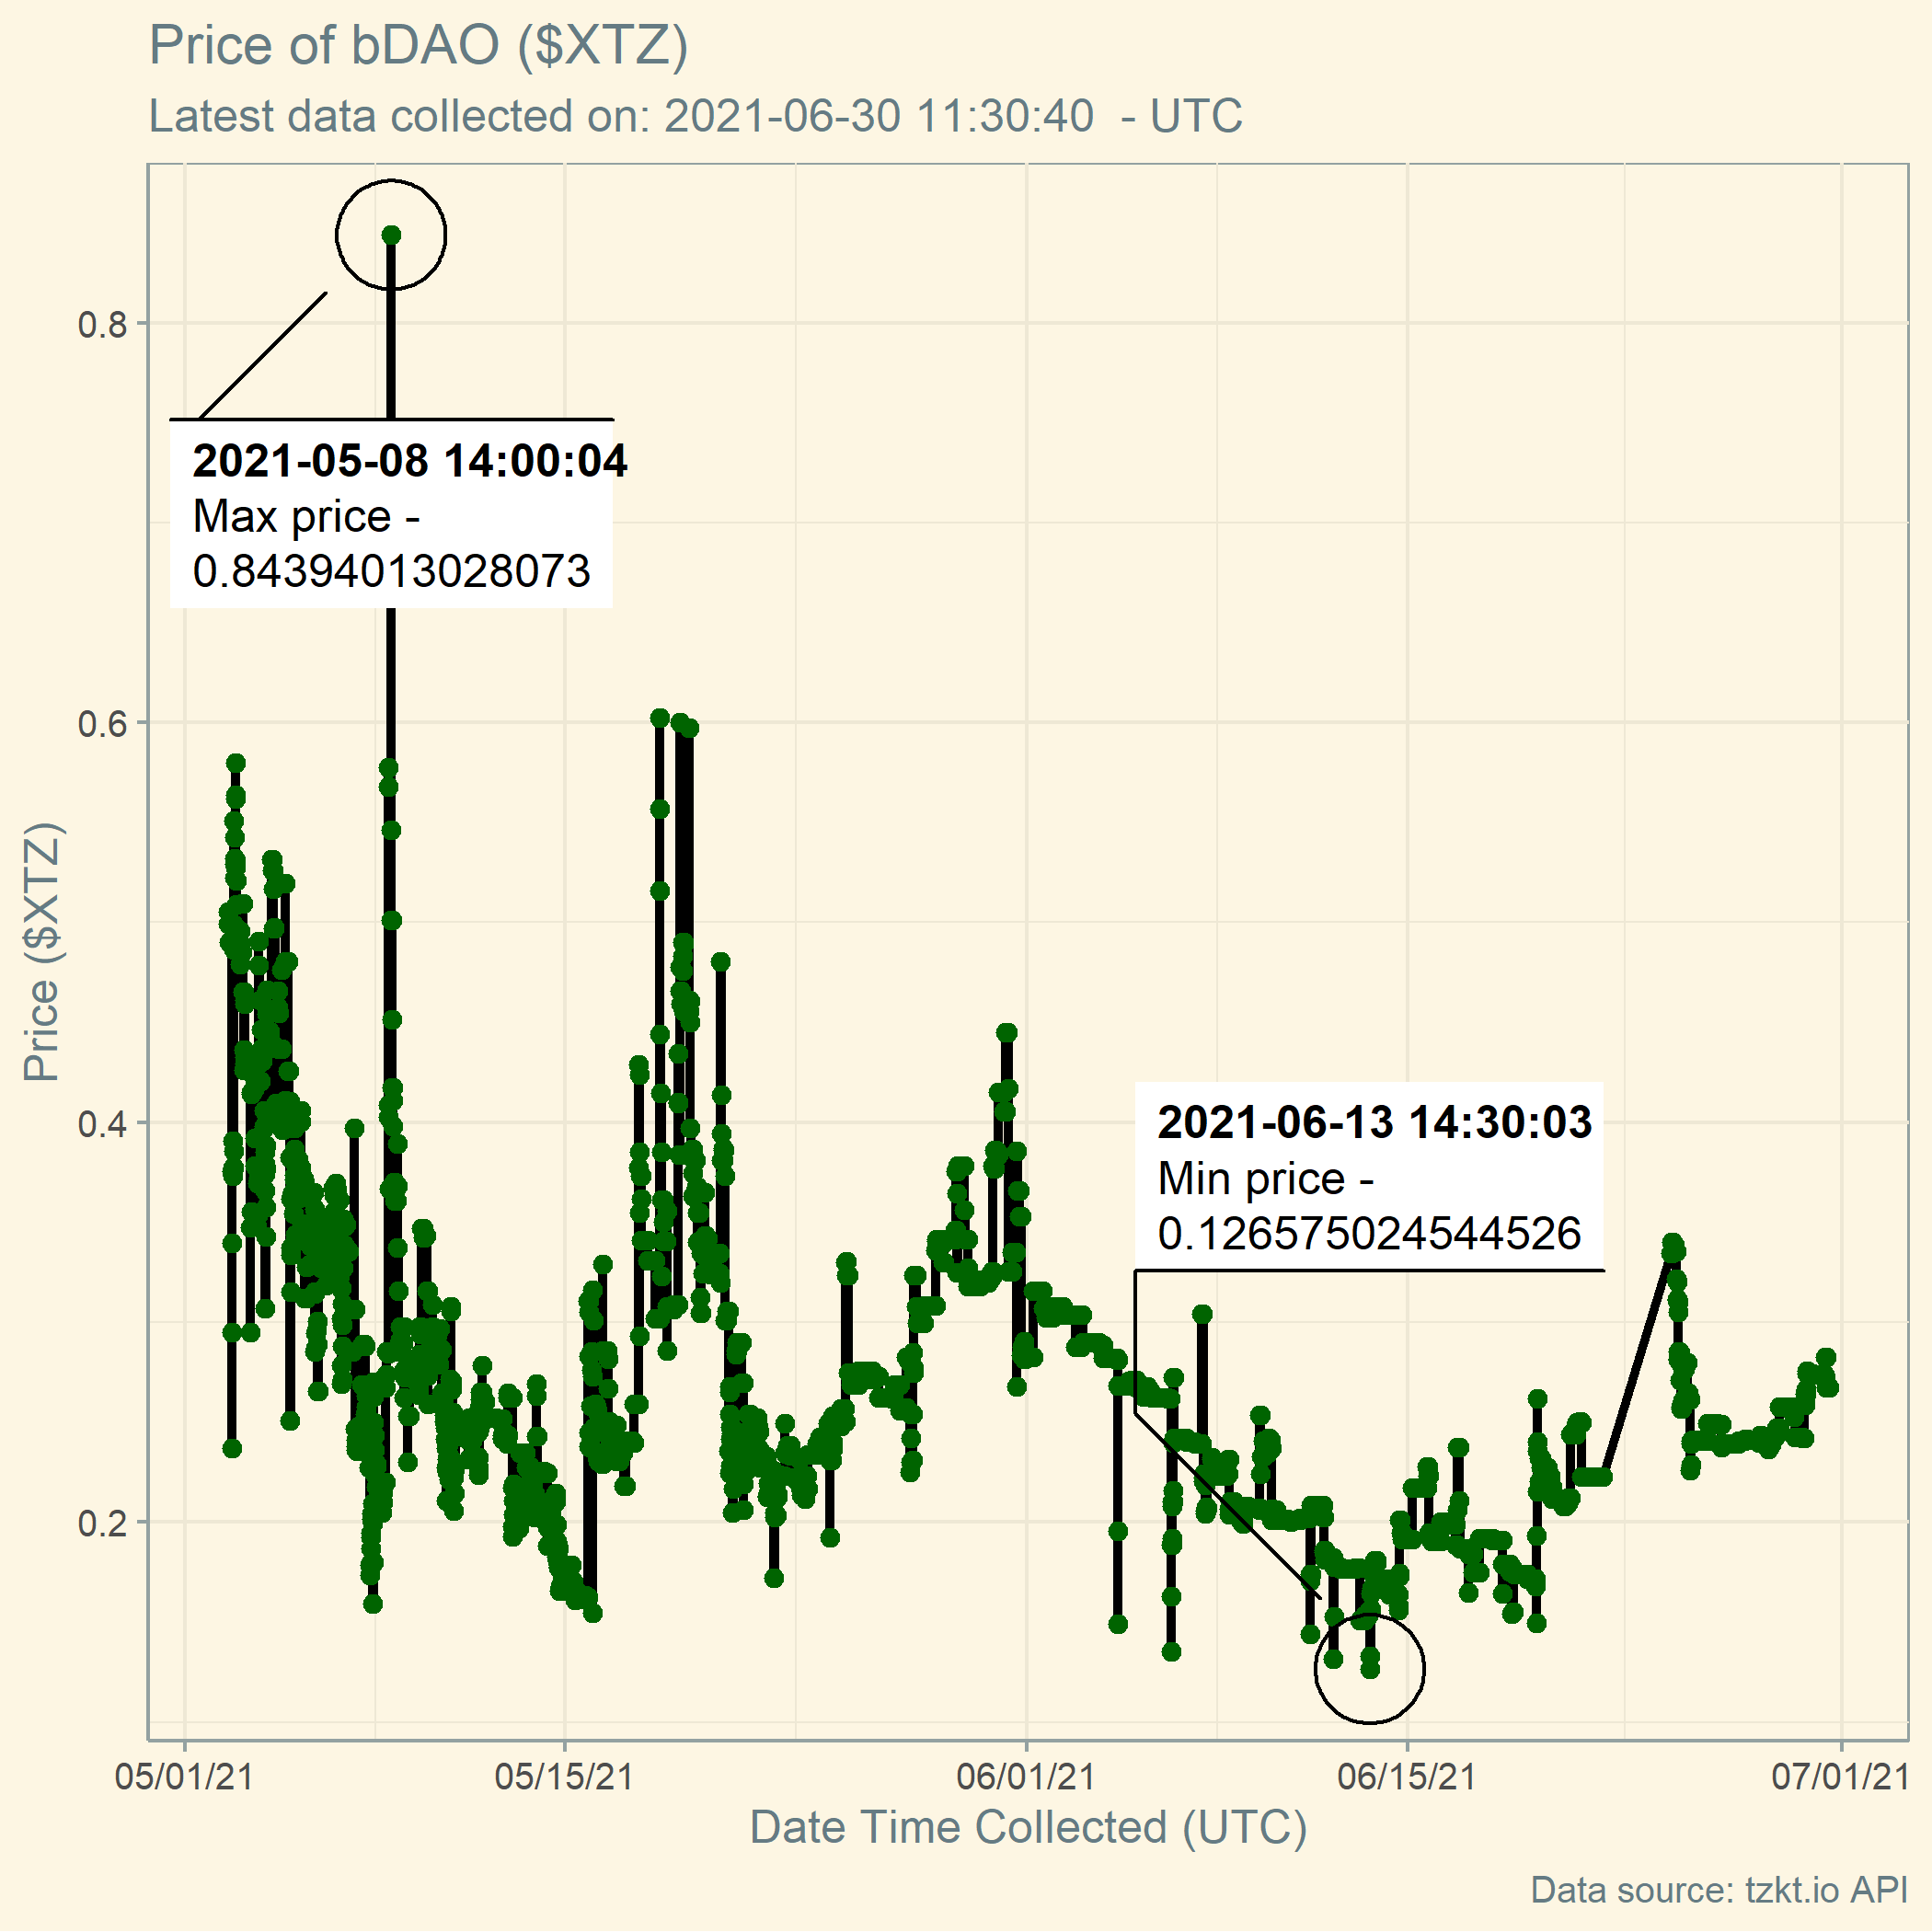 Price of bDAO ($XTZ)
Latest data collected on: 2021-06-30 11:30:40  - UTC
0.8
0.6
0.4
0.2
Price ($XTZ)
2021-05-08 14:00:04
Max price -
0.84394013028073
2021-06-13 14:30:03
Min price -
0.126575024544526
05/01/21
05/15/21
06/01/21
06/15/21
07/01/21
Date Time Collected (UTC)
Data source: tzkt.io API